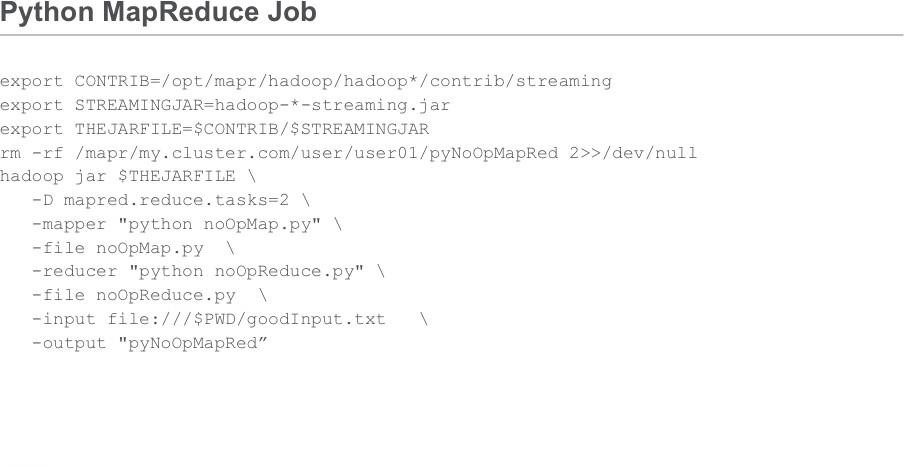 Python MapReduce Job
export CONTRIB=/opt/mapr/hadoop/hadoop*/contrib/streaming
export STREAMINGJAR=hadoop-*-streaming.jar
export THEJARFILE=$CONTRIB/$STREAMINGJAR
rm -rf /mapr/my.cluster.com/user/user01/pyNoOpMapRed 2>>/dev/null
hadoop jar $THEJARFILE \
   -D mapred.reduce.tasks=2 \
   -mapper "python noOpMap.py" \
   -file noOpMap.py  \
   -reducer "python noOpReduce.py" \
   -file noOpReduce.py  \
   -input file:///$PWD/goodInput.txt   \
   -output "pyNoOpMapRed”